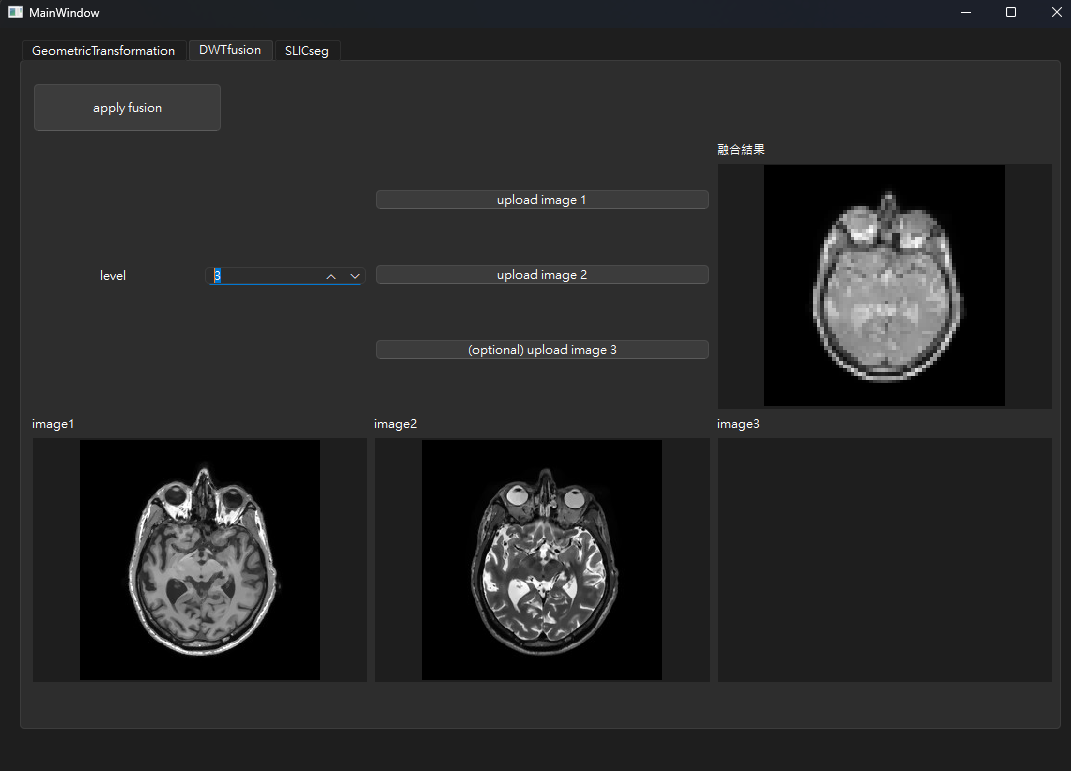 MainWindow
GeometricTransformation
DWTfusion
SLICseg
apply fusion
融合結果
upload image 1
level
3
upload image 2
(optional) upload image 3
image1
image2
image3